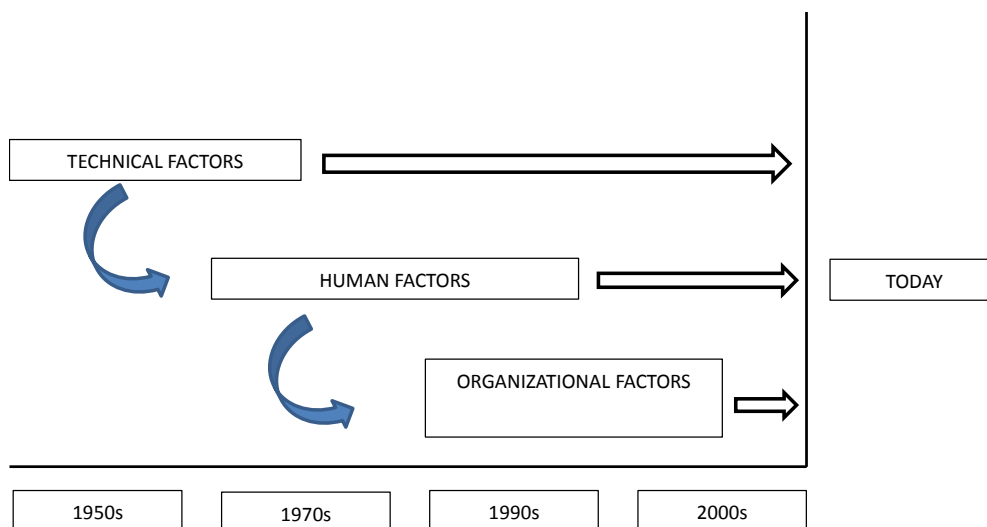 TECHNICAL FACTORS
HUMAN FACTORS
TODAY
ORGANIZATIONAL FACTORS
1950s
1970s
1990s
2000s